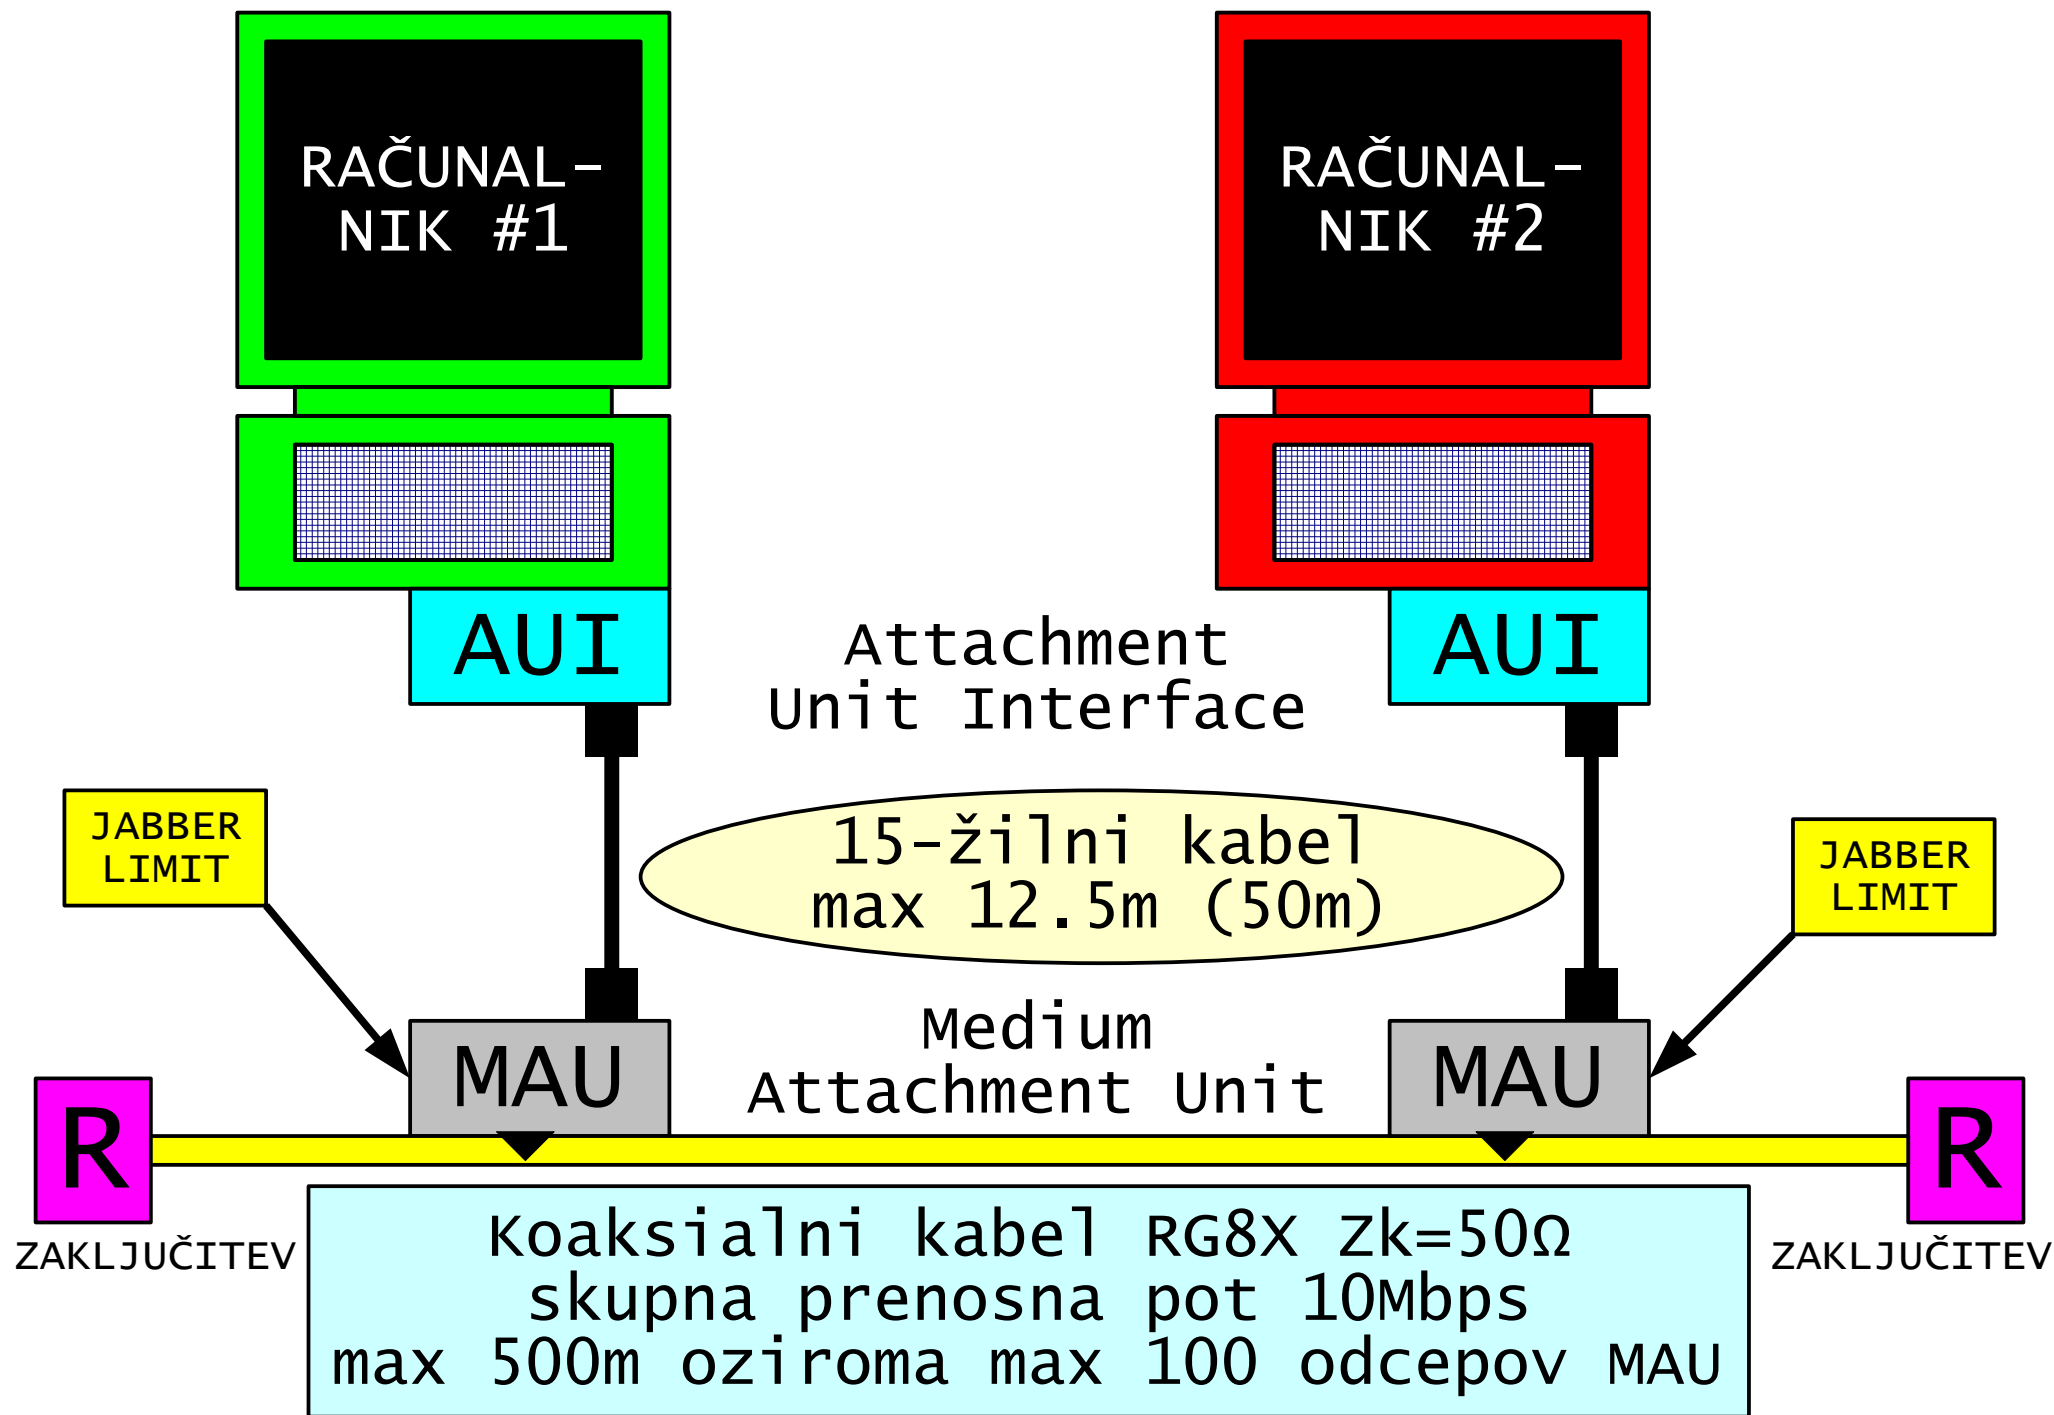 RAČUNAL-
NIK #1
RAČUNAL-
NIK #2
AUI
Attachment
Unit Interface
AUI
JABBER
LIMIT
15-žilni kabel
max 12.5m (50m)
JABBER
LIMIT
MAU
Medium
Attachment Unit
MAU
R
R
ZAKLJUČITEV
Koaksialni kabel RG8X Zk=50Ω
skupna prenosna pot 10Mbps
max 500m oziroma max 100 odcepov MAU
ZAKLJUČITEV